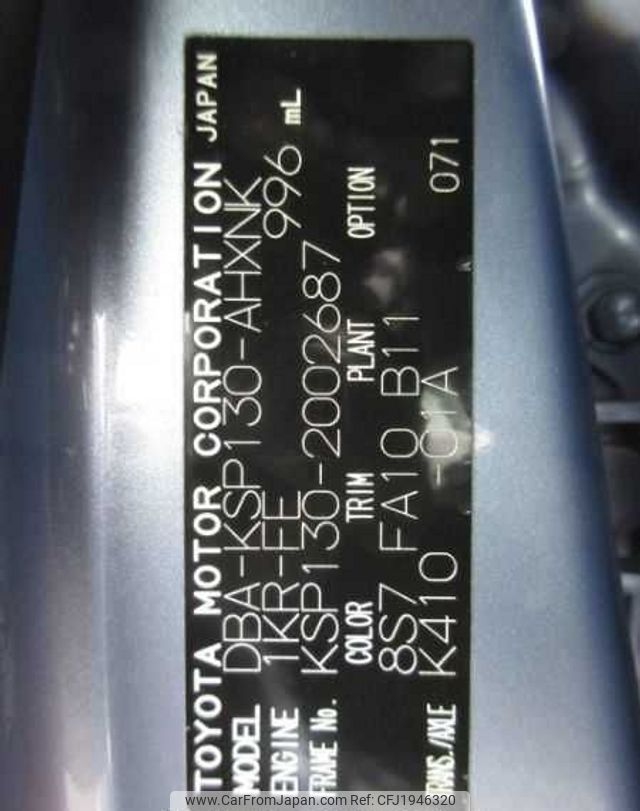 TOYOTA MOTOR CORPORATION JAPAN
MODEL DBA-KSP130-AHXNK
ENGINE 1KR-FE 996 mL
FRAME No. KSP130-2002687
COLOR TRIM PLANT OPTION
8S7 FA10 B11
TRANS./AXLE K410 -01A A 071
www.CarFromJapan.com - CFJ1946320